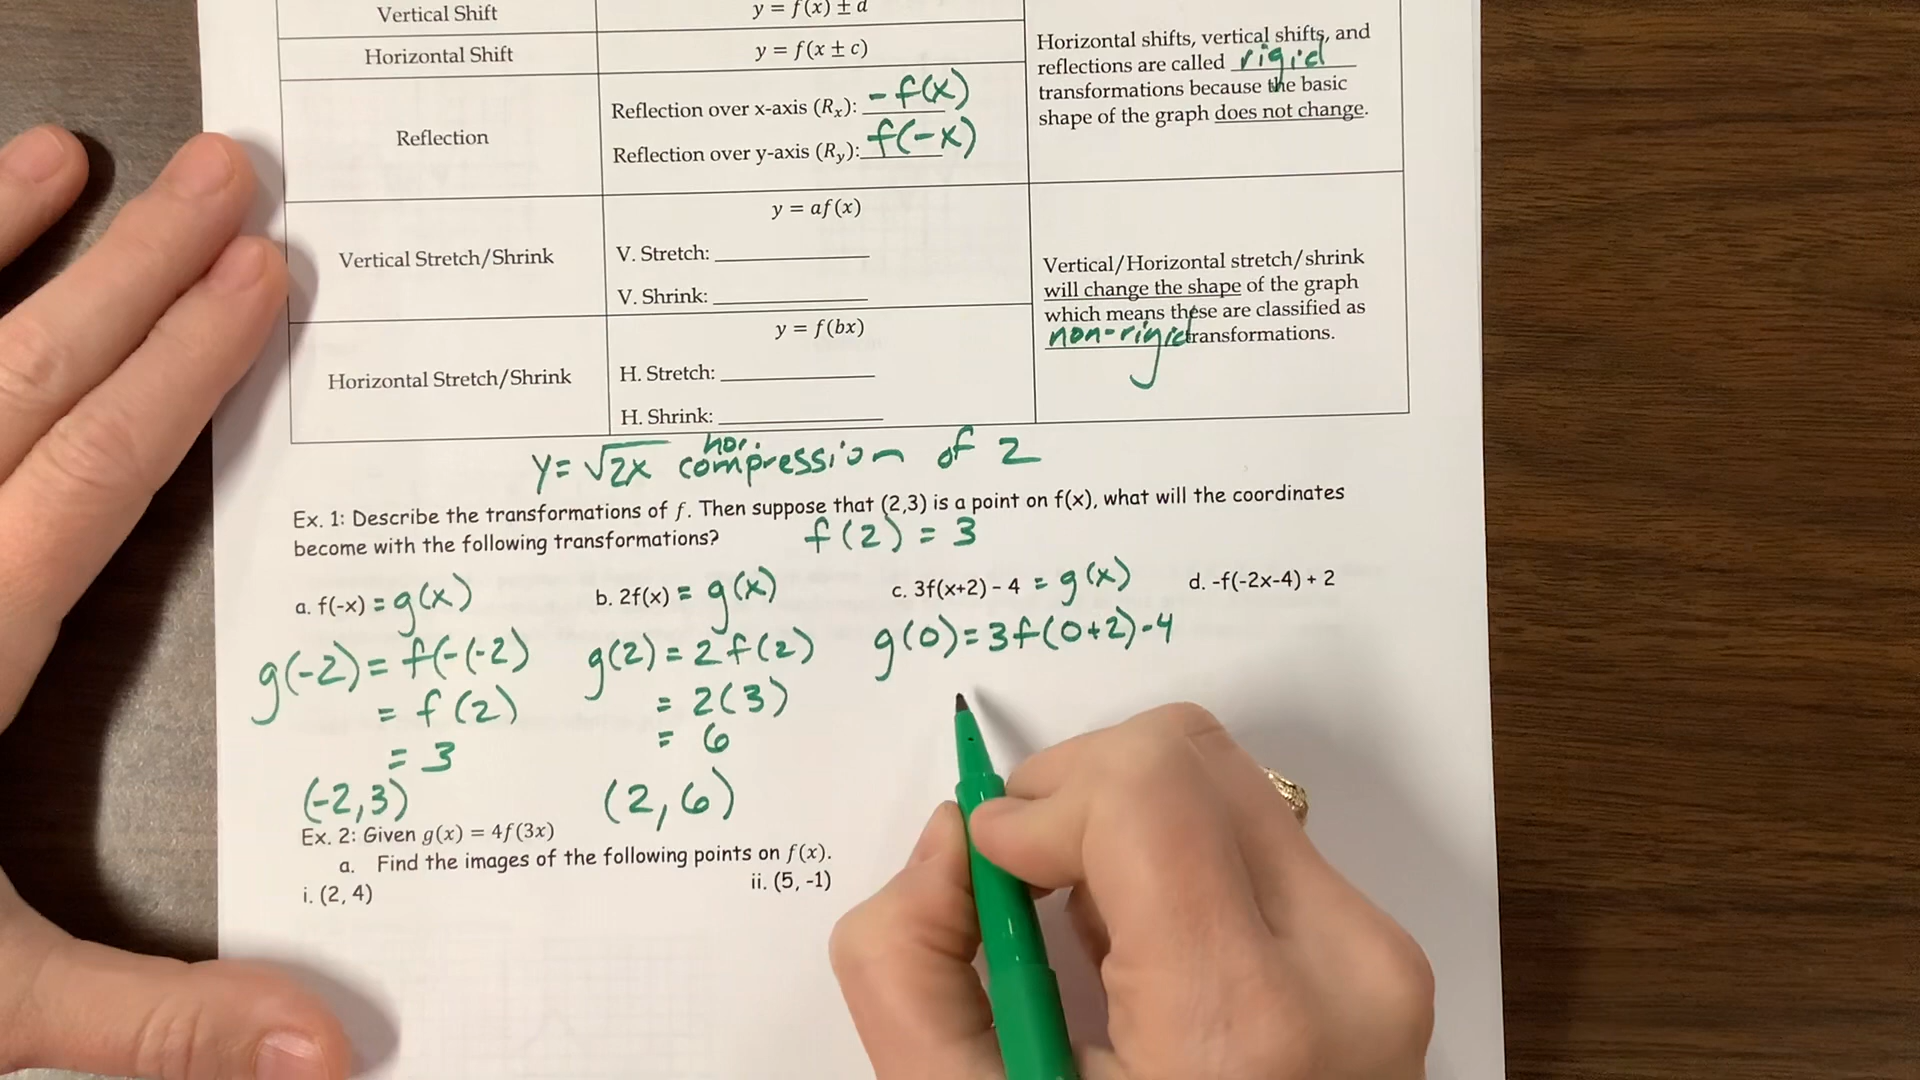 Vertical Shift y = f(x) ± d
Horizontal Shift y = f(x ± c)
Horizontal shifts, vertical shifts, and
reflections are called rigid
transformations because the basic
shape of the graph does not change.
Reflection
Reflection over x-axis (Rₓ): -f(x)
Reflection over y-axis (Rᵧ): f(-x)
Vertical Stretch/Shrink
y = af(x)
V. Stretch: ____
V. Shrink: ____
Vertical/Horizontal stretch/shrink
will change the shape of the graph
which means these are classified as
non-rigid transformations.
Horizontal Stretch/Shrink
y = f(bx)
H. Stretch: ____
H. Shrink: ____
hor.
y = √2x compression of 2
Ex. 1: Describe the transformations of f. Then suppose that (2,3) is a point on f(x), what will the coordinates
become with the following transformations? f(2) = 3
a. f(-x) = g(x)
g(-2) = f(-(-2)
= f(2)
= 3
(-2,3)
b. 2f(x) = g(x)
g(2) = 2f(2)
= 2(3)
= 6
(2,6)
c. 3f(x+2) - 4 = g(x)
g(0) = 3f(0+2)-4
d. -f(-2x-4) + 2
Ex. 2: Given g(x) = 4f(3x)
a. Find the images of the following points on f(x).
i. (2, 4) ii. (5, -1)